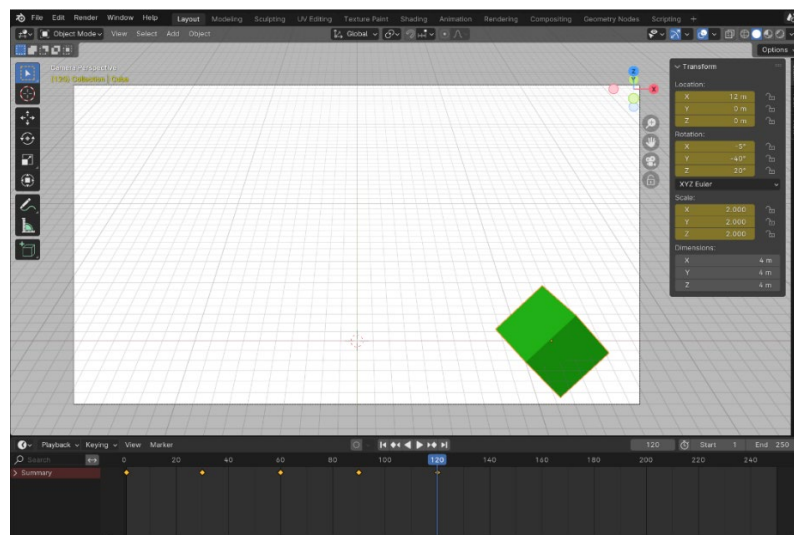 File Edit Render Window Help Layout Modeling Sculpting UV Editing Texture Paint Shading Animation Rendering Compositing Geometry Nodes Scripting +
Object Mode View Select Add Object Global
Options
Camera Perspective
(120) Collection | Cube
Z
Y
X
Transform
Location:
X 12 m
Y 0 m
Z 0 m
Rotation:
X -5°
Y -40°
Z 20°
XYZ Euler
Scale:
X 2.000
Y 2.000
Z 2.000
Dimensions:
X 4 m
Y 4 m
Z 4 m
Playback Keying View Marker 120 Start 1 End 250
Search 0 20 40 60 80 100 120 140 160 180 200 220 240
Summary